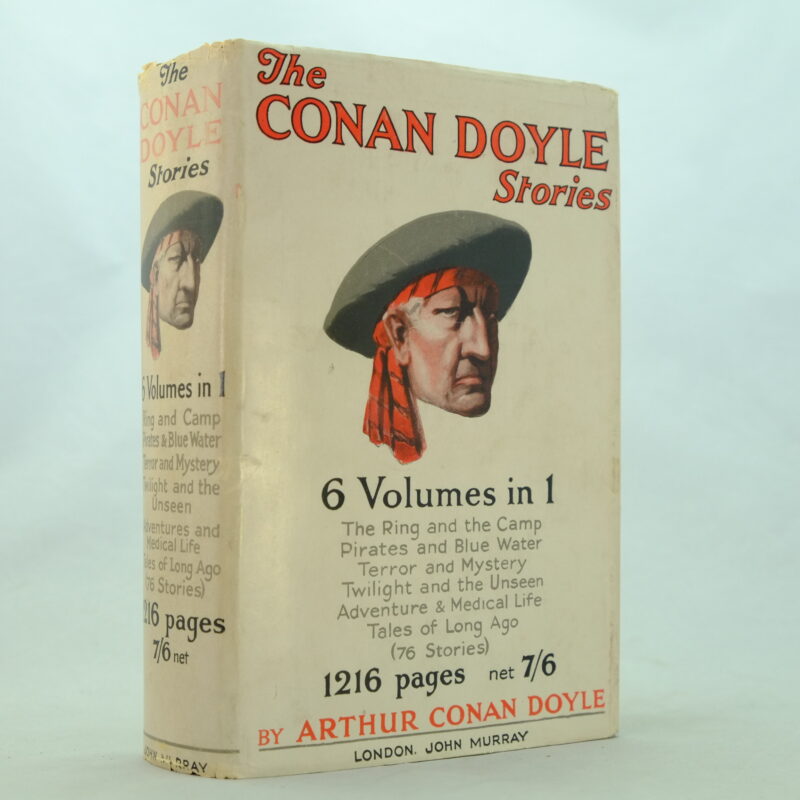 The
CONAN
DOYLE
Stories
6 Volumes in 1
Ring and Camp
Pirates & Blue Water
Terror and Mystery
Twilight and the
Unseen
Adventures and
Medical Life
Tales of Long Ago
(76 Stories)
1216 pages
7/6 net
JOHN MURRAY
The
CONAN DOYLE
Stories
6 Volumes in 1
The Ring and the Camp
Pirates and Blue Water
Terror and Mystery
Twilight and the Unseen
Adventure & Medical Life
Tales of Long Ago
(76 Stories)
1216 pages net 7/6
BY ARTHUR CONAN DOYLE
LONDON. JOHN MURRAY